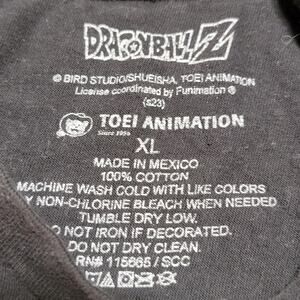 DRAGONBALL Z
© BIRD STUDIO/SHUEISHA, TOEI ANIMATION
License coordinated by Funimation ®
(s23)
TOEI ANIMATION
Since 1956
XL
MADE IN MEXICO
100% COTTON
MACHINE WASH COLD WITH LIKE COLORS
Y NON-CHLORINE BLEACH WHEN NEEDED
TUMBLE DRY LOW.
O NOT IRON IF DECORATED.
DO NOT DRY CLEAN.
RN# 115665 / SCC